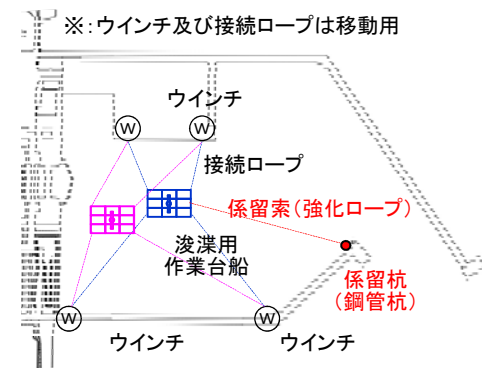 ※：ウインチ及び接続ロープは移動用
ウインチ
W
W
接続ロープ
係留索（強化ロープ）
浚渫用
作業台船
係留杭
（鋼管杭）
W
W
ウインチ
ウインチ